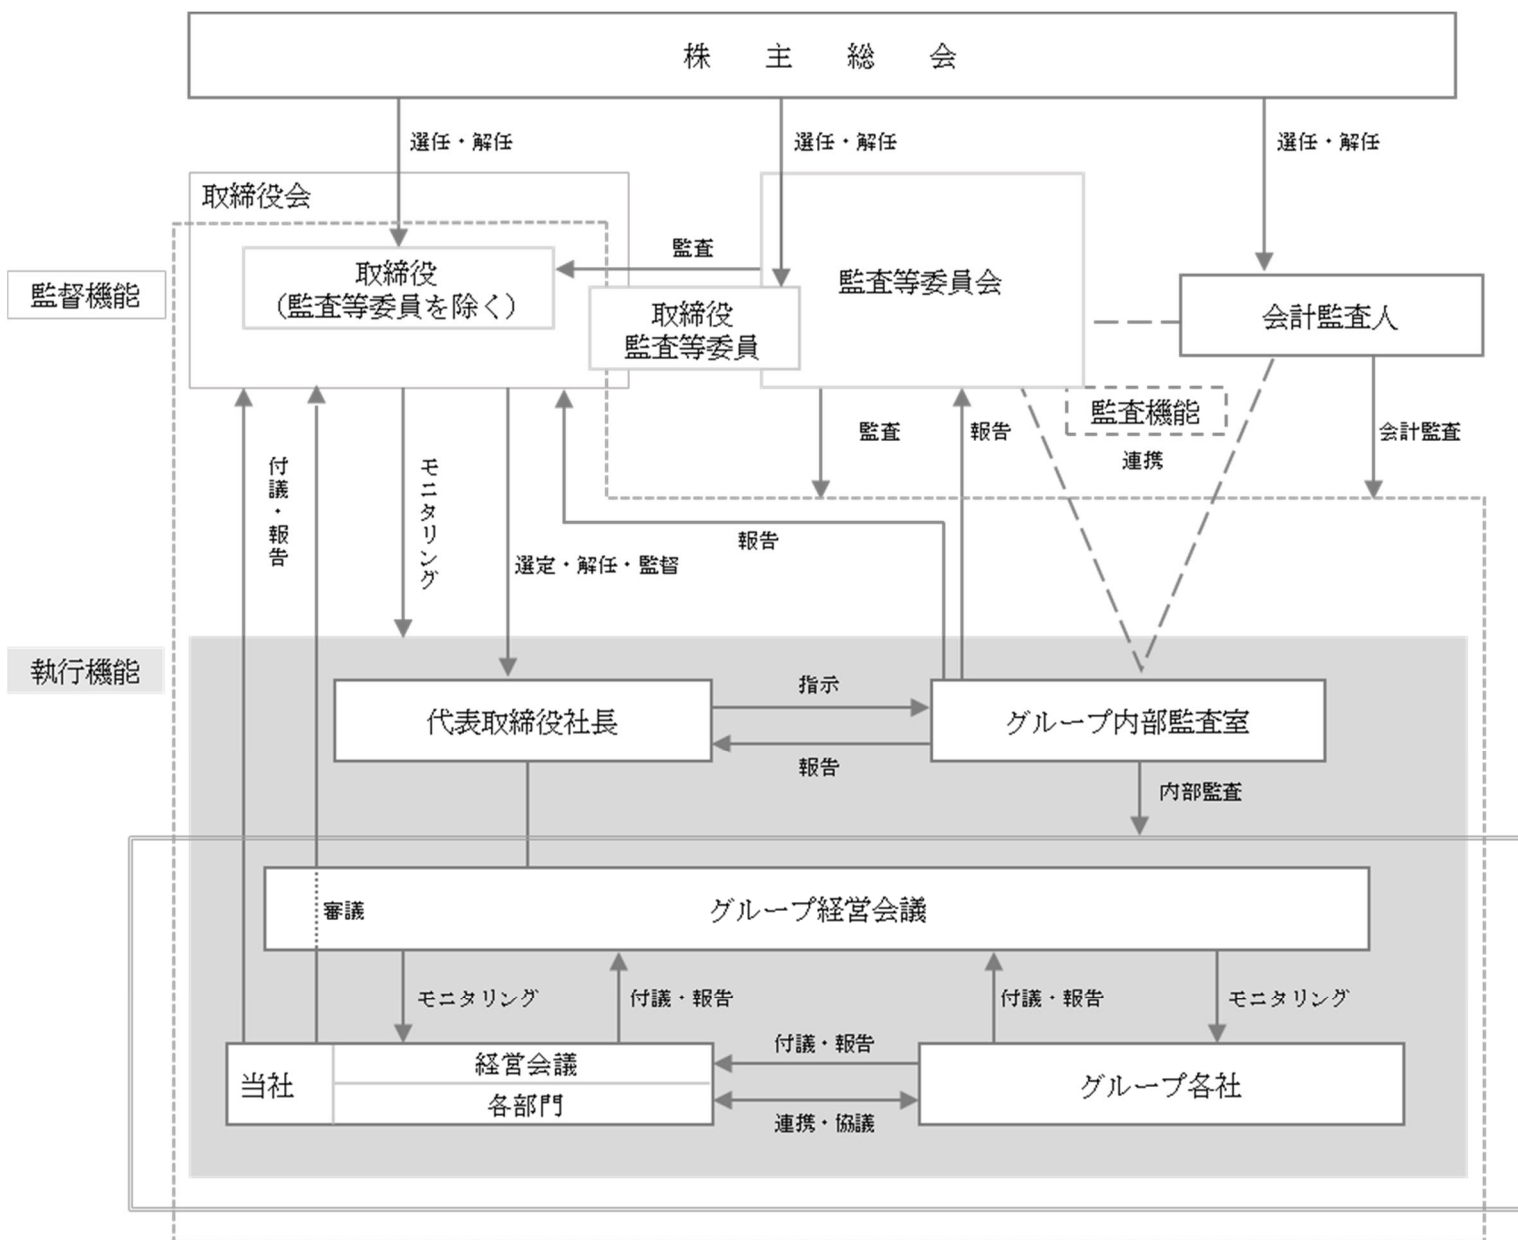 株主総会
選任・解任
選任・解任
選任・解任
取締役会
監査
取締役
(監査等委員を除く)
監査等委員会
監督機能
取締役
監査等委員
会計監査人
監査機能
監査
報告
会計監査
連携
付議・報告
モニタリング
報告
選定・解任・監督
執行機能
指示
代表取締役社長
グループ内部監査室
報告
内部監査
審議
グループ経営会議
モニタリング
付議・報告
付議・報告
モニタリング
付議・報告
当社
経営会議
各部門
グループ各社
連携・協議